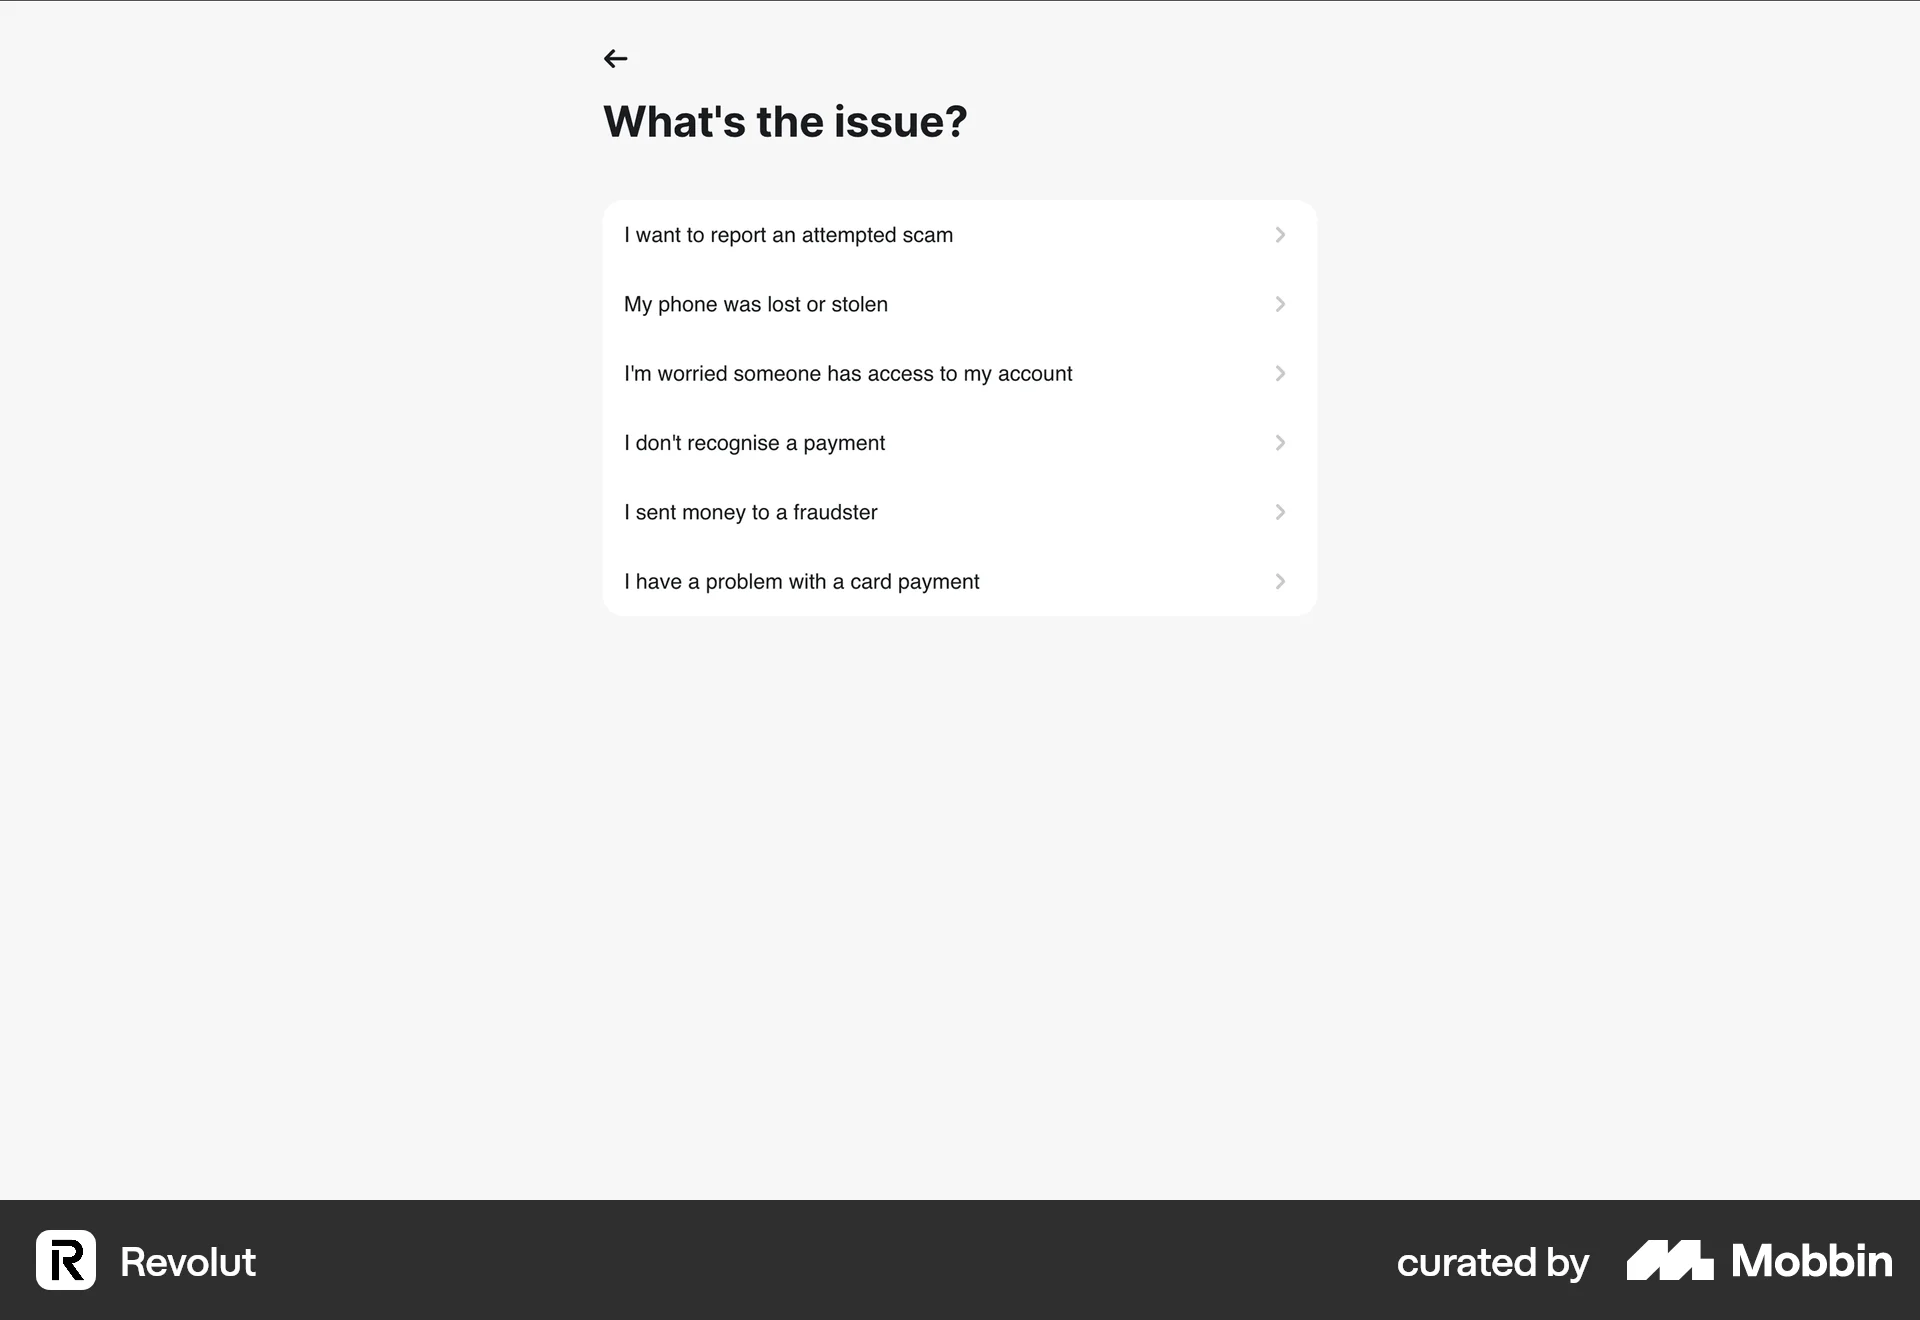 What's the issue?
I want to report an attempted scam
My phone was lost or stolen
I'm worried someone has access to my account
I don't recognise a payment
I sent money to a fraudster
I have a problem with a card payment
Revolut
curated by Mobbin